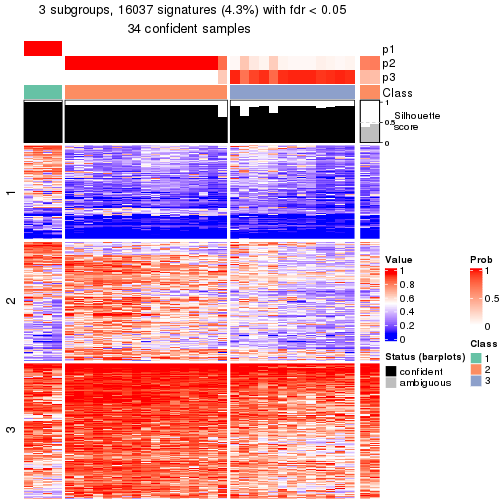 3 subgroups, 16037 signatures (4.3%) with fdr < 0.05
34 confident samples
p1
p2
p3
Class
1
0.5
0
Silhouette
score
1
2
3
Value
1
0.8
0.6
0.4
0.2
0
Status (barplots)
confident
ambiguous
Prob
1
0.5
0
Class
1
2
3